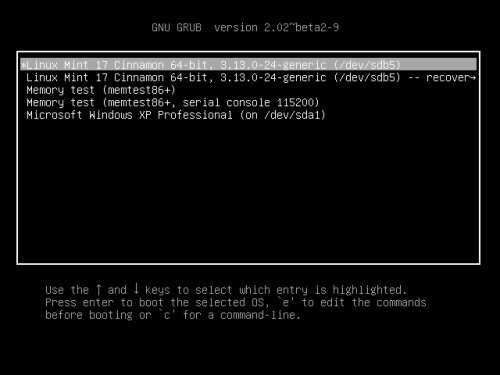 GNU GRUB version 2.02~beta2-9
*Linux Mint 17 Cinnamon 64-bit, 3.13.0-24-generic (/dev/sdb5)
Linux Mint 17 Cinnamon 64-bit, 3.13.0-24-generic (/dev/sdb5) -- recover→
Memory test (memtest86+)
Memory test (memtest86+, serial console 115200)
Microsoft Windows XP Professional (on /dev/sda1)
Use the ↑ and ↓ keys to select which entry is highlighted.
Press enter to boot the selected OS, `e' to edit the commands
before booting or `c' for a command-line.